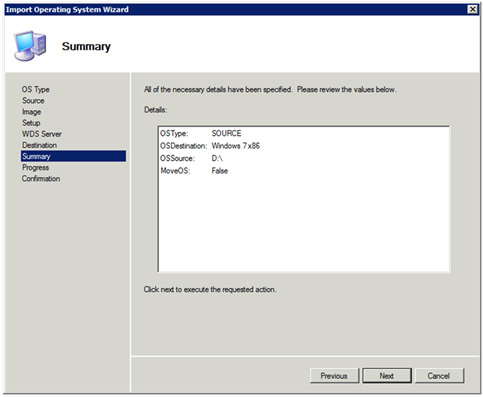 Import Operating System Wizard
Summary
OS Type
Source
Image
Setup
WDS Server
Destination
Summary
Progress
Confirmation
All of the necessary details have been specified. Please review the values below.
Details:
OSType: SOURCE
OSDestination: Windows 7 x86
OSSource: D:\
MoveOS: False
Click next to execute the requested action.
Previous Next Cancel